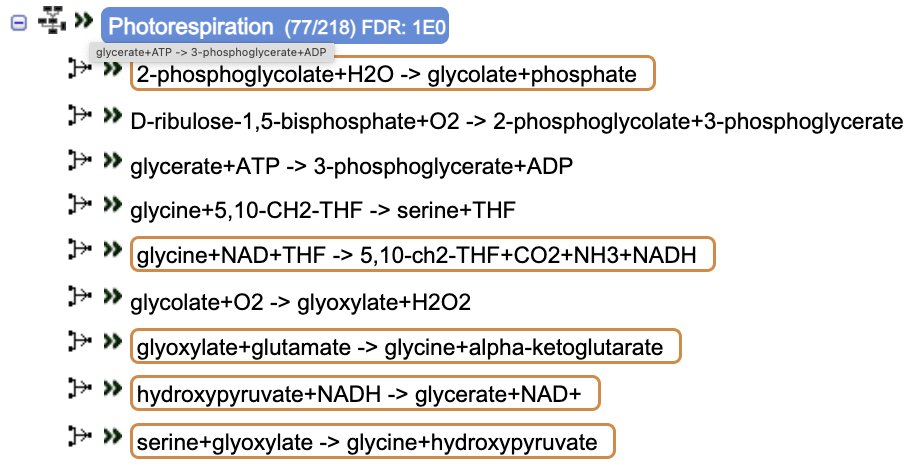 Photorespiration (77/218) FDR: 1E0
glycerate+ATP -> 3-phosphoglycerate+ADP
2-phosphoglycolate+H2O -> glycolate+phosphate
D-ribulose-1,5-bisphosphate+O2 -> 2-phosphoglycolate+3-phosphoglycerate
glycerate+ATP -> 3-phosphoglycerate+ADP
glycine+5,10-CH2-THF -> serine+THF
glycine+NAD+THF -> 5,10-ch2-THF+CO2+NH3+NADH
glycolate+O2 -> glyoxylate+H2O2
glyoxylate+glutamate -> glycine+alpha-ketoglutarate
hydroxypyruvate+NADH -> glycerate+NAD+
serine+glyoxylate -> glycine+hydroxypyruvate